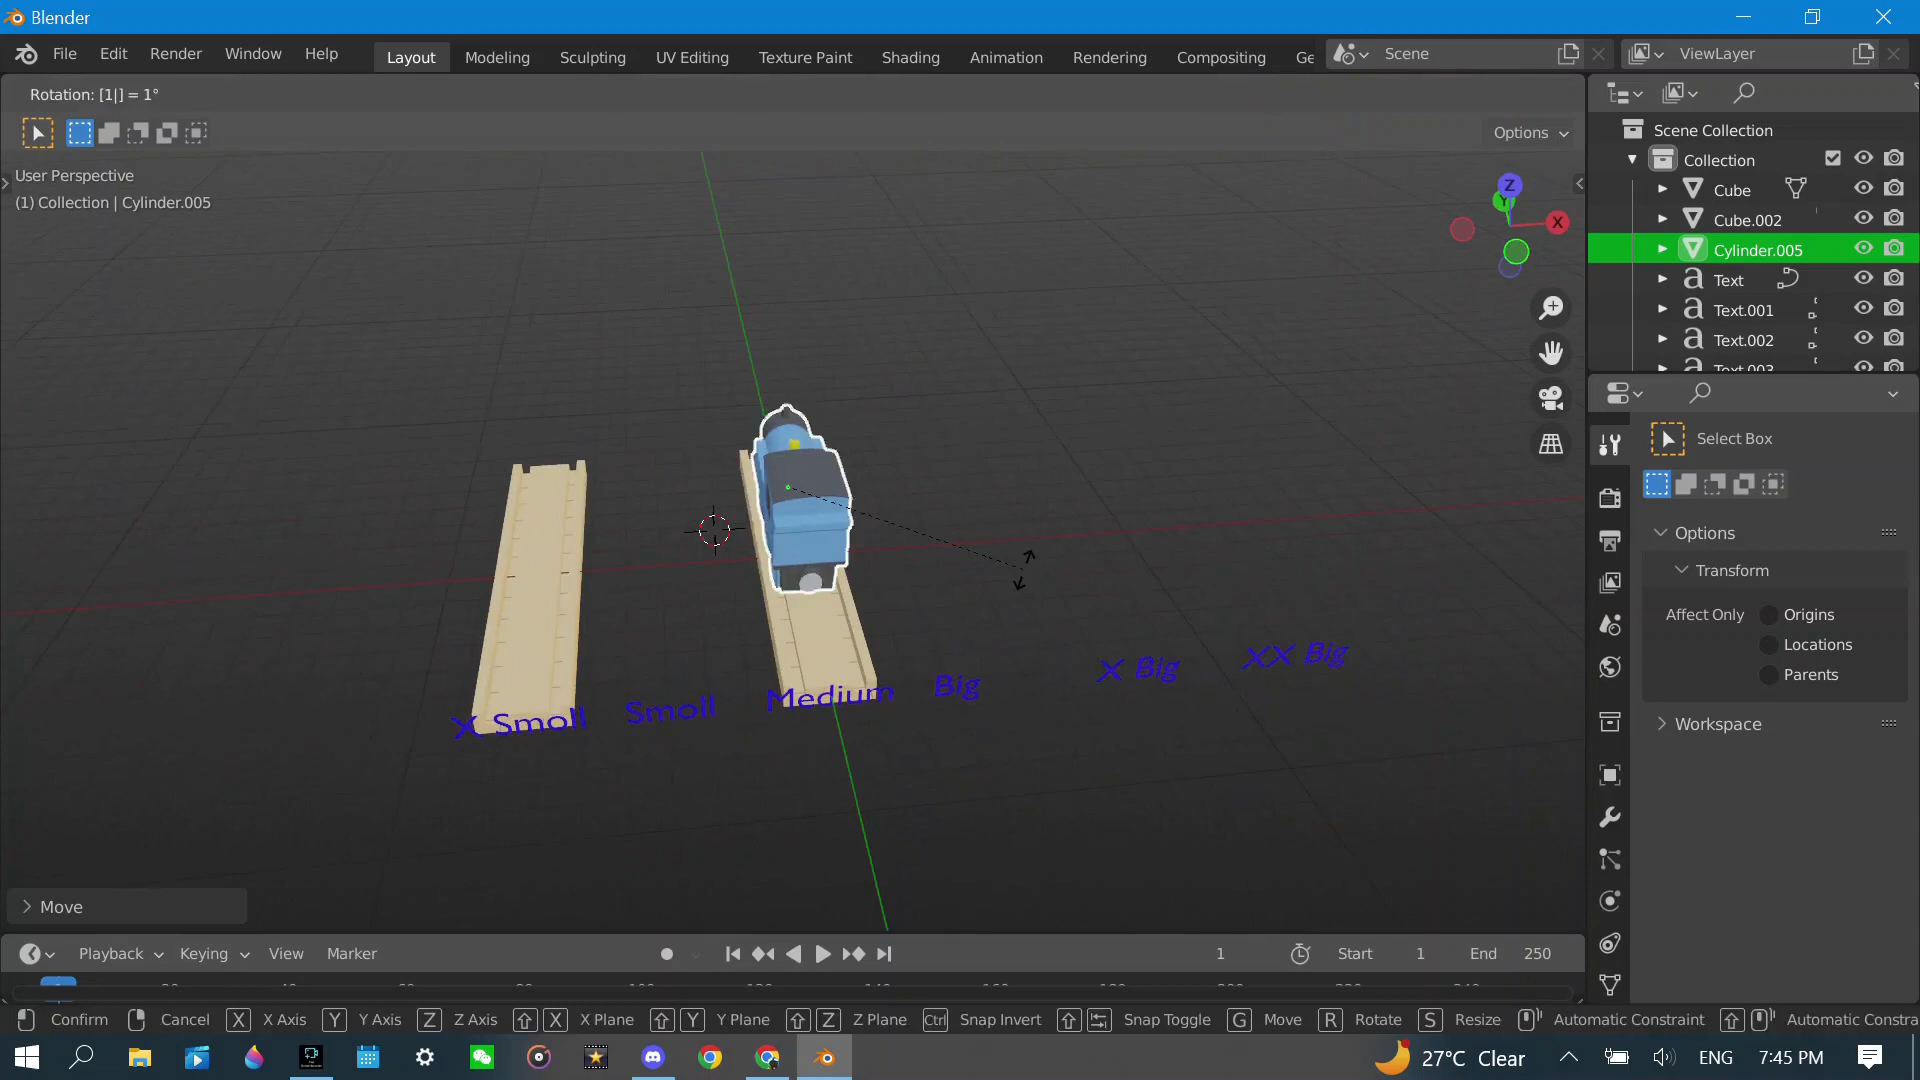 Blender
File Edit Render Window Help Layout Modeling Sculpting UV Editing Texture Paint Shading Animation Rendering Compositing Ge Scene ViewLayer
Rotation: [1|] = 1°
Options
User Perspective
(1) Collection | Cylinder.005
Z
Y
X
X Smoll Smoll Medium Big X Big XX Big
Move
Scene Collection
Collection
Cube
Cube.002
Cylinder.005
Text
Text.001
Text.002
Text.003
Select Box
Options
Transform
Affect Only Origins
Locations
Parents
Workspace
Playback Keying View Marker 1 Start 1 End 250
Confirm Cancel X X Axis Y Y Axis Z Z Axis X X Plane Y Y Plane Z Z Plane Ctrl Snap Invert Snap Toggle G Move R Rotate S Resize Automatic Constraint Automatic Constra
27°C Clear ENG 7:45 PM